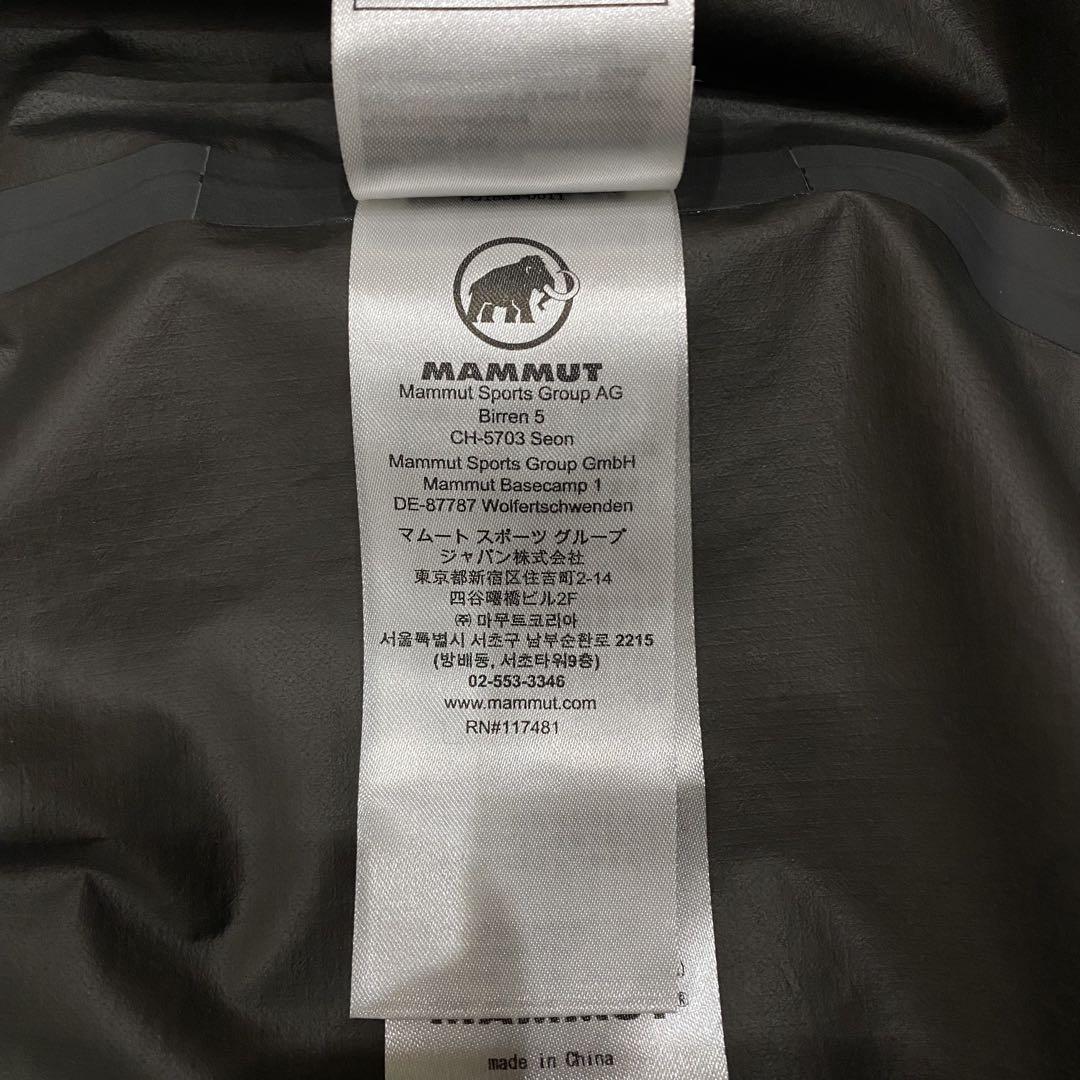 MAMMUT
Mammut Sports Group AG
Birren 5
CH-5703 Seon
Mammut Sports Group GmbH
Mammut Basecamp 1
DE-87787 Wolfertschwenden
マムート スポーツ グループ
ジャパン株式会社
東京都新宿区住吉町2-14
四谷曙橋ビル2F
㈜ 마무트코리아
서울특별시 서초구 남부순환로 2215
(방배동, 서초타워9층)
02-553-3346
www.mammut.com
RN#117481
made in China